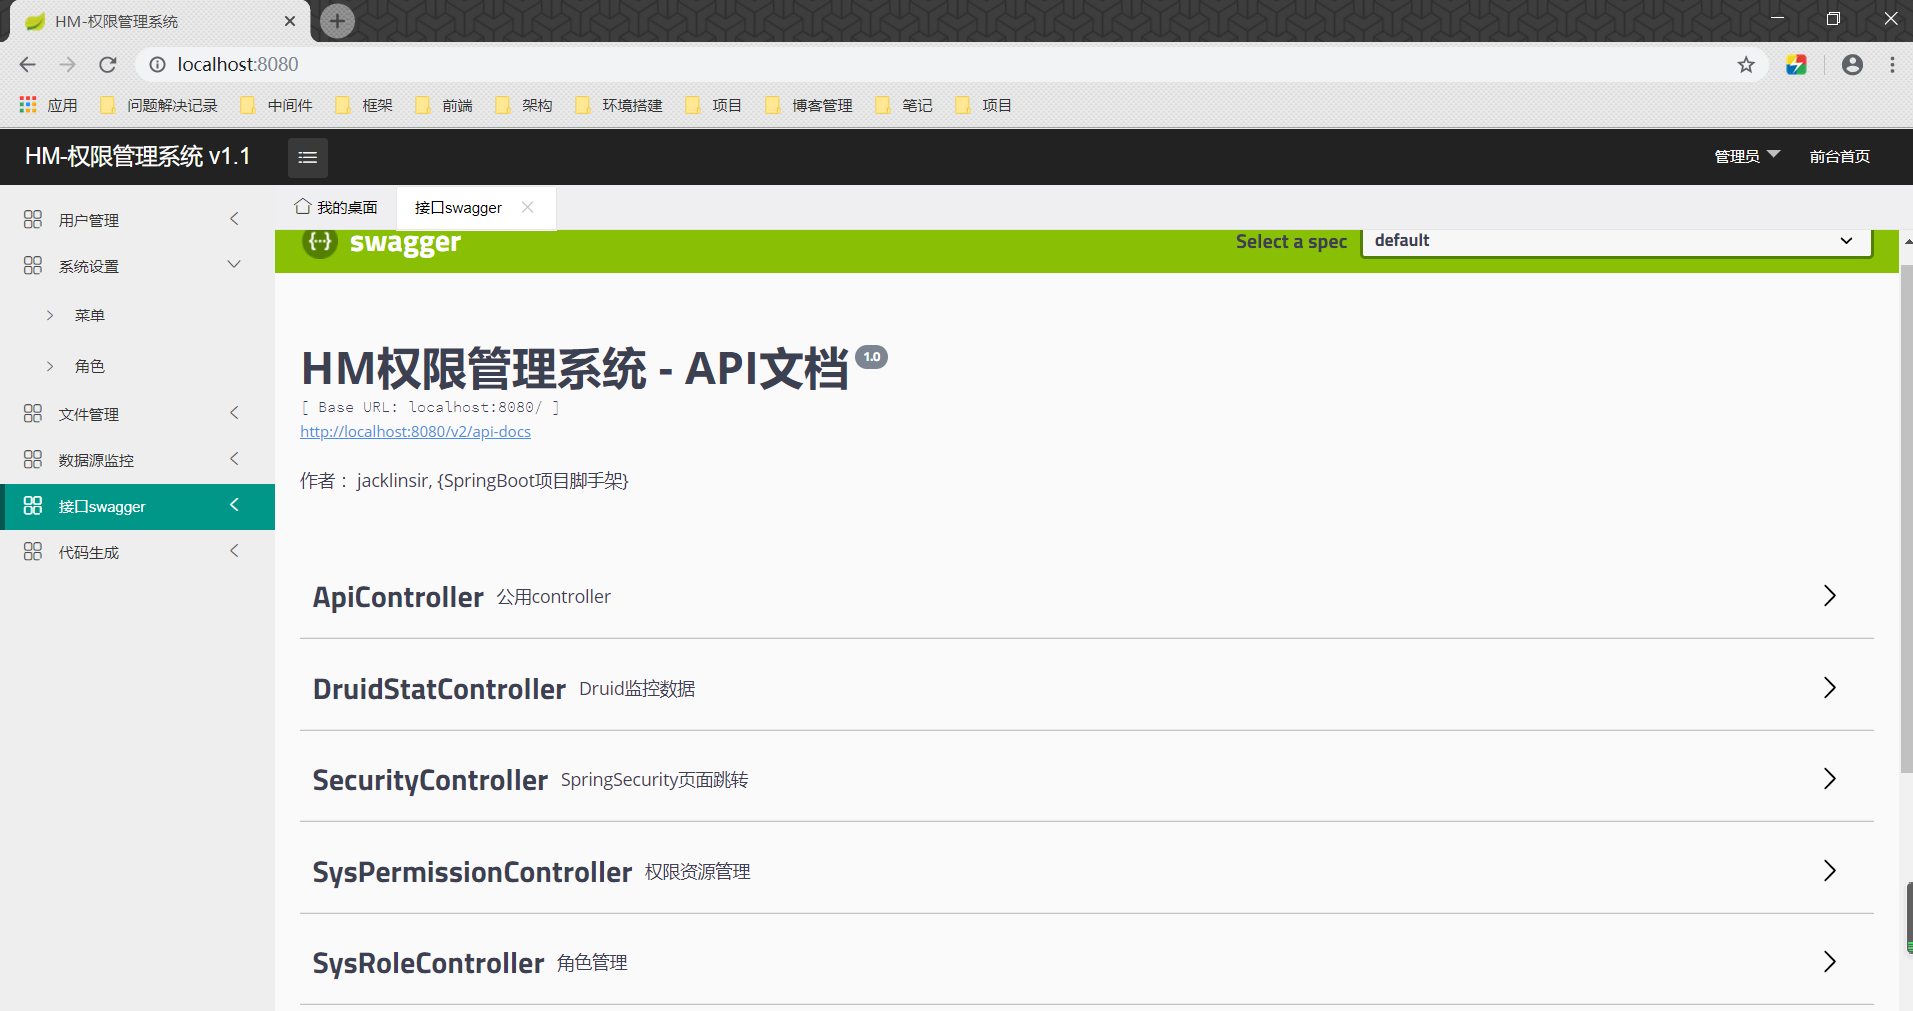 HM-权限管理系统
localhost:8080
应用 问题解决记录 中间件 框架 前端 架构 环境搭建 项目 博客管理 笔记 项目
HM-权限管理系统 v1.1 管理员 前台首页
用户管理
系统设置
菜单
角色
文件管理
数据源监控
接口swagger
代码生成
我的桌面 接口swagger
swagger Select a spec default
HM权限管理系统 - API文档 1.0
[ Base URL: localhost:8080/ ]
http://localhost:8080/v2/api-docs
作者： jacklinsir, {SpringBoot项目脚手架}
ApiController 公用controller
DruidStatController Druid监控数据
SecurityController SpringSecurity页面跳转
SysPermissionController 权限资源管理
SysRoleController 角色管理